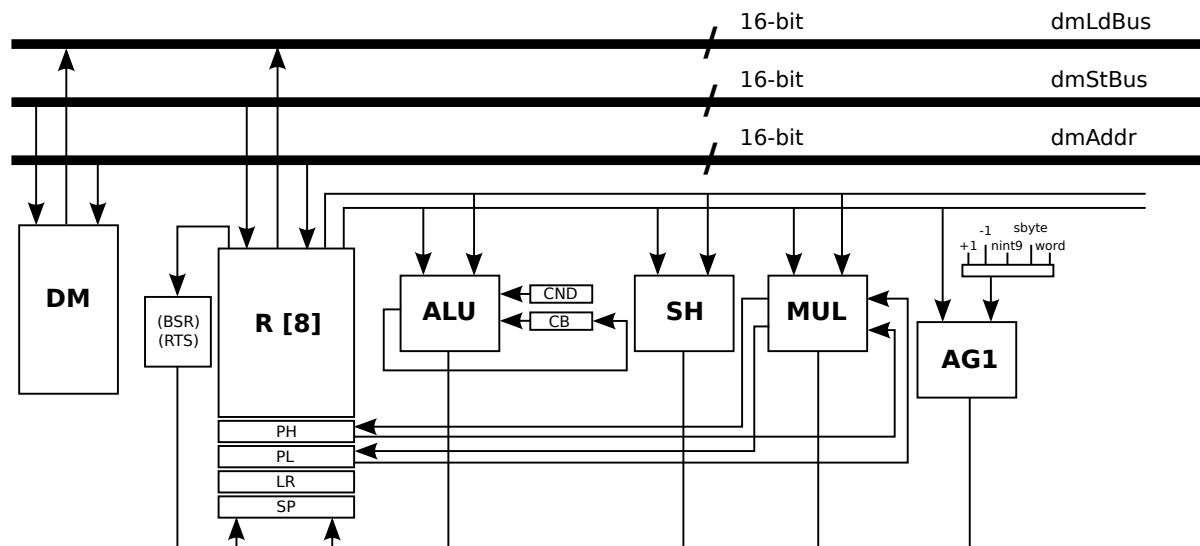 16-bit dmLdBus
16-bit dmStBus
16-bit dmAddr
sbyte
-1
+1 nint9 word
DM
(BSR)
(RTS)
R [8]
ALU
CND
CB
SH
MUL
AG1
PH
PL
LR
SP